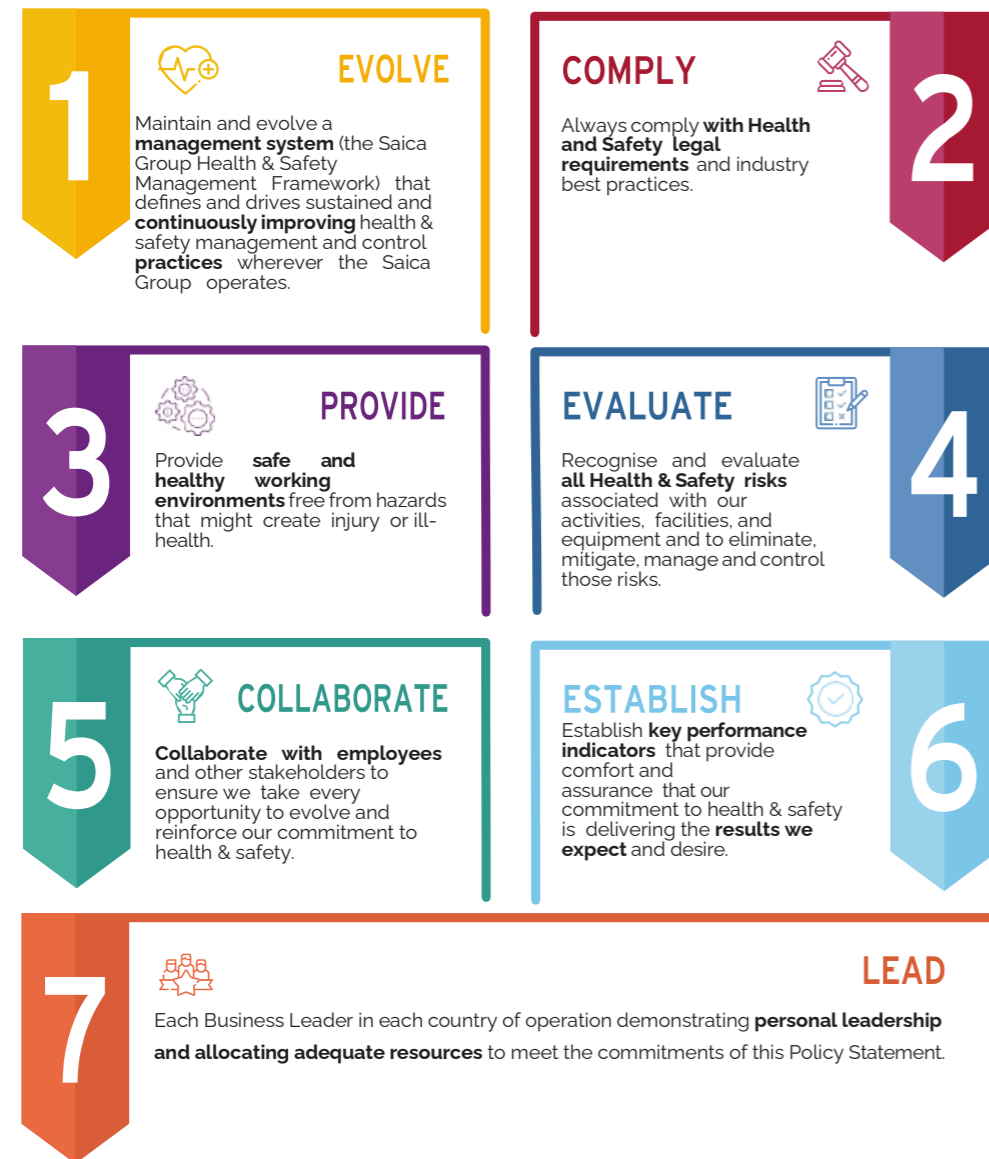 1
EVOLVE
Maintain and evolve a
management system (the Saica
Group Health & Safety
Management Framework) that
defines and drives sustained and
continuously improving health &
safety management and control
practices wherever the Saica
Group operates.
COMPLY
2
Always comply with Health
and Safety legal
requirements and industry
best practices.
3
PROVIDE
Provide safe and
healthy working
environments free from hazards
that might create injury or ill-
health.
EVALUATE
4
Recognise and evaluate
all Health & Safety risks
associated with our
activities, facilities, and
equipment and to eliminate,
mitigate, manage and control
those risks.
5
COLLABORATE
Collaborate with employees
and other stakeholders to
ensure we take every
opportunity to evolve and
reinforce our commitment to
health & safety.
ESTABLISH
6
Establish key performance
indicators that provide
comfort and
assurance that our
commitment to health & safety
is delivering the results we
expect and desire.
7
LEAD
Each Business Leader in each country of operation demonstrating personal leadership
and allocating adequate resources to meet the commitments of this Policy Statement.